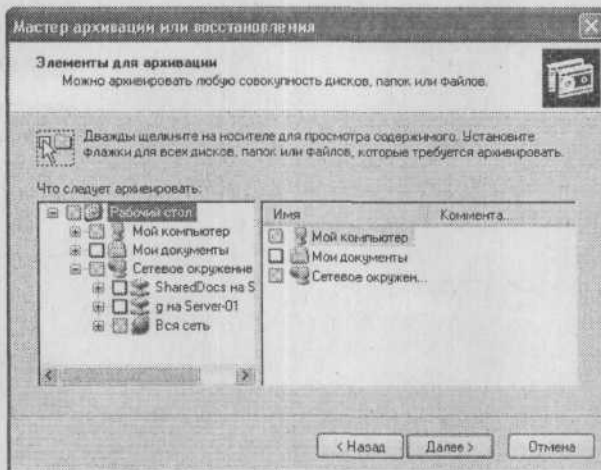 Мастер архивации или восстановления
Элементы для архивации
Можно архивировать любую совокупность дисков, папок или файлов.
Дважды щелкните на носителе для просмотра содержимого. Установите
флажки для всех дисков, папок или файлов, которые требуется архивировать.
Что следует архивировать:
Рабочий стол
Мой компьютер
Мои документы
Сетевое окружение
SharedDocs на S
g на Server-01
Вся сеть
Имя Коммента...
Мой компьютер
Мои документы
Сетевое окружен...
< Назад Далее > Отмена